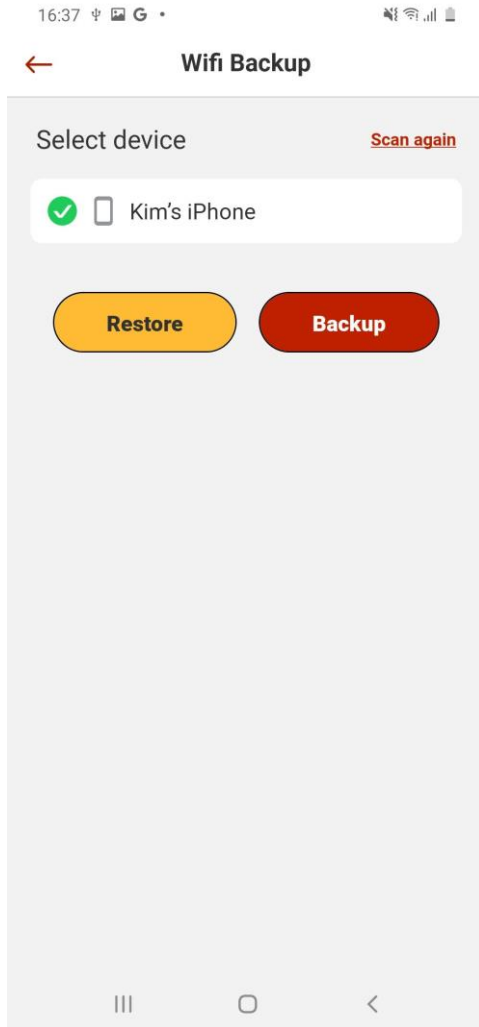 16:37 G
Wifi Backup
Select device
Scan again
Kim's iPhone
Restore
Backup